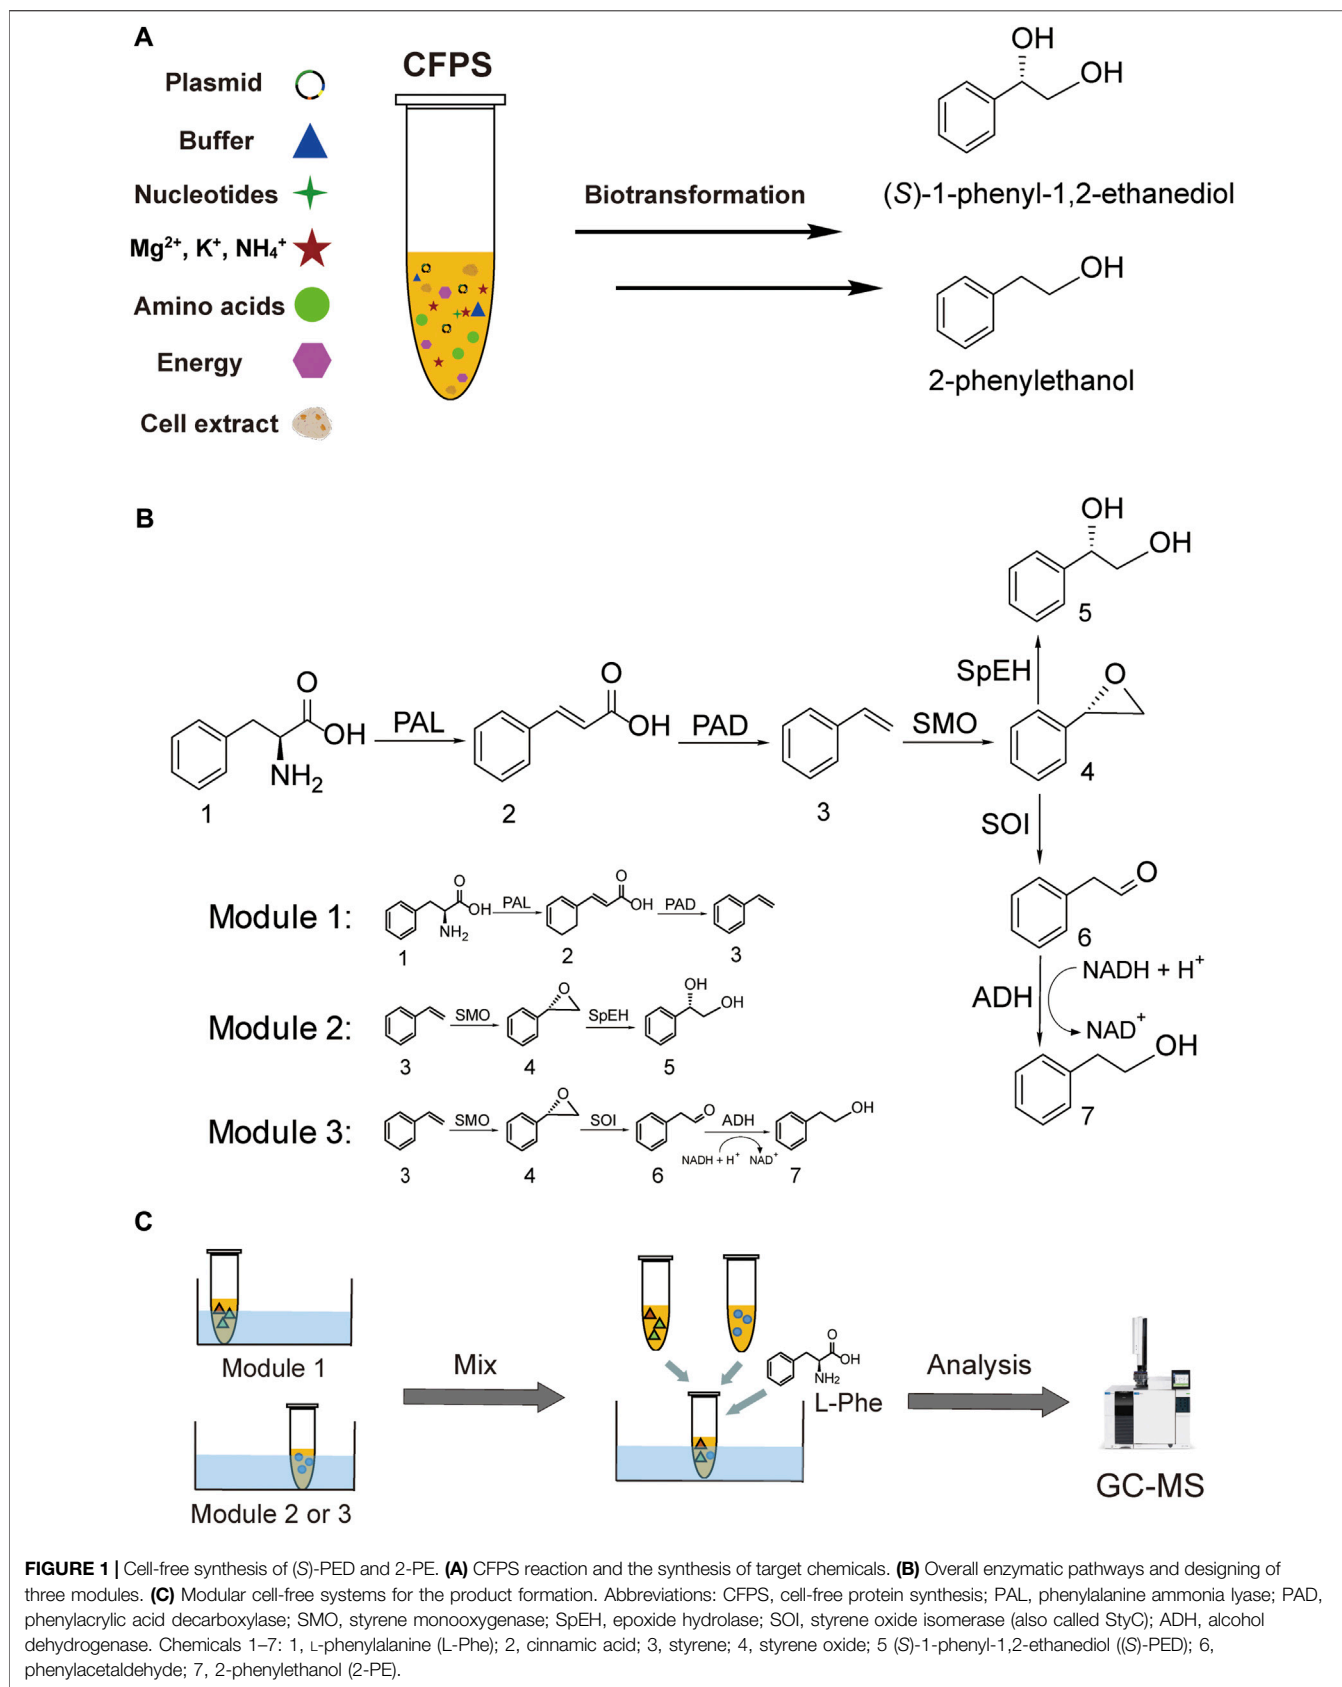 A
Plasmid
Buffer
Nucleotides
Mg²⁺, K⁺, NH₄⁺
Amino acids
Energy
Cell extract
CFPS
Biotransformation
OH
OH
(S)-1-phenyl-1,2-ethanediol
OH
2-phenylethanol
B
OH
OH
5
SpEH
O
OH
NH₂
1
PAL
O
OH
2
PAD
3
SMO
O
4
SOI
O
6
ADH
NADH + H⁺
NAD⁺
OH
7
Module 1:
O
OH
NH₂
1
PAL
O
OH
2
PAD
3
Module 2:
3
SMO
O
4
SpEH
OH
OH
5
Module 3:
3
SMO
O
4
SOI
O
6
ADH
NADH + H⁺ NAD⁺
OH
7
C
Module 1
Module 2 or 3
Mix
O
OH
NH₂
L-Phe
Analysis
GC-MS
FIGURE 1 | Cell-free synthesis of (S)-PED and 2-PE. (A) CFPS reaction and the synthesis of target chemicals. (B) Overall enzymatic pathways and designing of
three modules. (C) Modular cell-free systems for the product formation. Abbreviations: CFPS, cell-free protein synthesis; PAL, phenylalanine ammonia lyase; PAD,
phenylacrylic acid decarboxylase; SMO, styrene monooxygenase; SpEH, epoxide hydrolase; SOI, styrene oxide isomerase (also called StyC); ADH, alcohol
dehydrogenase. Chemicals 1–7: 1, L-phenylalanine (L-Phe); 2, cinnamic acid; 3, styrene; 4, styrene oxide; 5 (S)-1-phenyl-1,2-ethanediol ((S)-PED); 6,
phenylacetaldehyde; 7, 2-phenylethanol (2-PE).